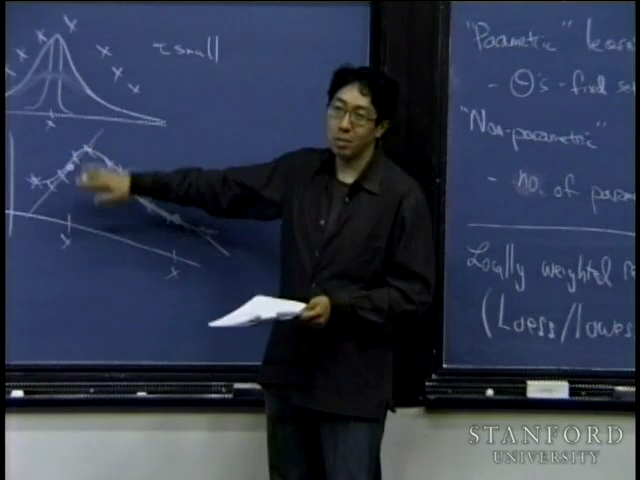 τ small
"Parametric" learn
- Θ's - fixed se
"Non-parametric"
- no. of param
Locally weighted r
(Loess/lowes
STANFORD
UNIVERSITY